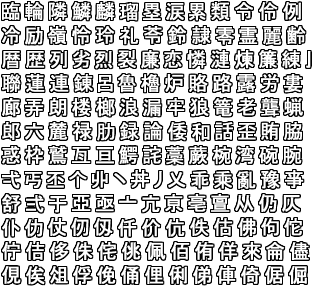 臨輪隣鱗麟瑠塁涙累類令伶例
冷励嶺怜玲礼苓鈴隷零霊麗齢
暦歴列劣烈裂廉恋憐漣煉簾練亅
聯蓮連錬呂魯櫓炉賂路露労婁
廊弄朗楼榔浪漏牢狼篭老聾蝋
郎六麓禄肋録論倭和話歪賄脇
惑枠鷲亙亘鰐詫藁蕨椀湾碗腕
弌丐丕个丱丶丼丿乂乖乘亂豫亊
舒弍于亞亟亠亢亰亳亶从仍仄
仆仂仗仞仭仟价伉佚估佛佝佗
佇佶侈侏侘佻佩佰侑佯來侖儘
俔俟俎俘俛俑俚俐俤俥倚倨倔